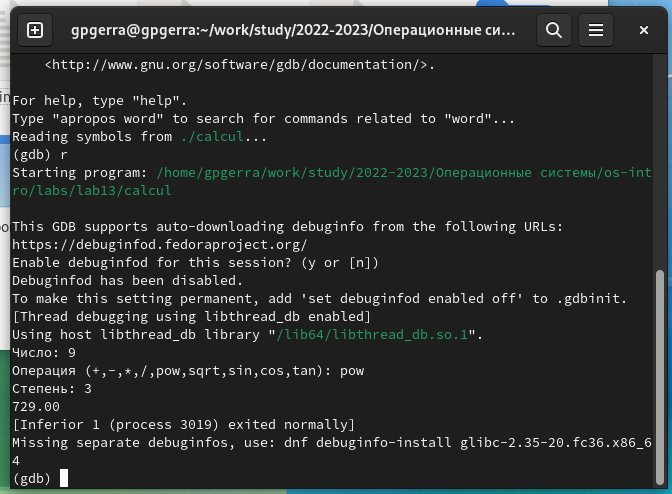 gpgerra@gpgerra:~/work/study/2022-2023/Операционные си...
<http://www.gnu.org/software/gdb/documentation/>.
For help, type "help".
Type "apropos word" to search for commands related to "word"...
Reading symbols from ./calcul...
(gdb) r
Starting program: /home/gpgerra/work/study/2022-2023/Операционные системы/os-int
ro/labs/lab13/calcul
This GDB supports auto-downloading debuginfo from the following URLs:
https://debuginfod.fedoraproject.org/
Enable debuginfod for this session? (y or [n])
Debuginfod has been disabled.
To make this setting permanent, add 'set debuginfod enabled off' to .gdbinit.
[Thread debugging using libthread_db enabled]
Using host libthread_db library "/lib64/libthread_db.so.1".
Число: 9
Операция (+,-,*,/,pow,sqrt,sin,cos,tan): pow
Степень: 3
729.00
[Inferior 1 (process 3019) exited normally]
Missing separate debuginfos, use: dnf debuginfo-install glibc-2.35-20.fc36.x86_6
4
(gdb)